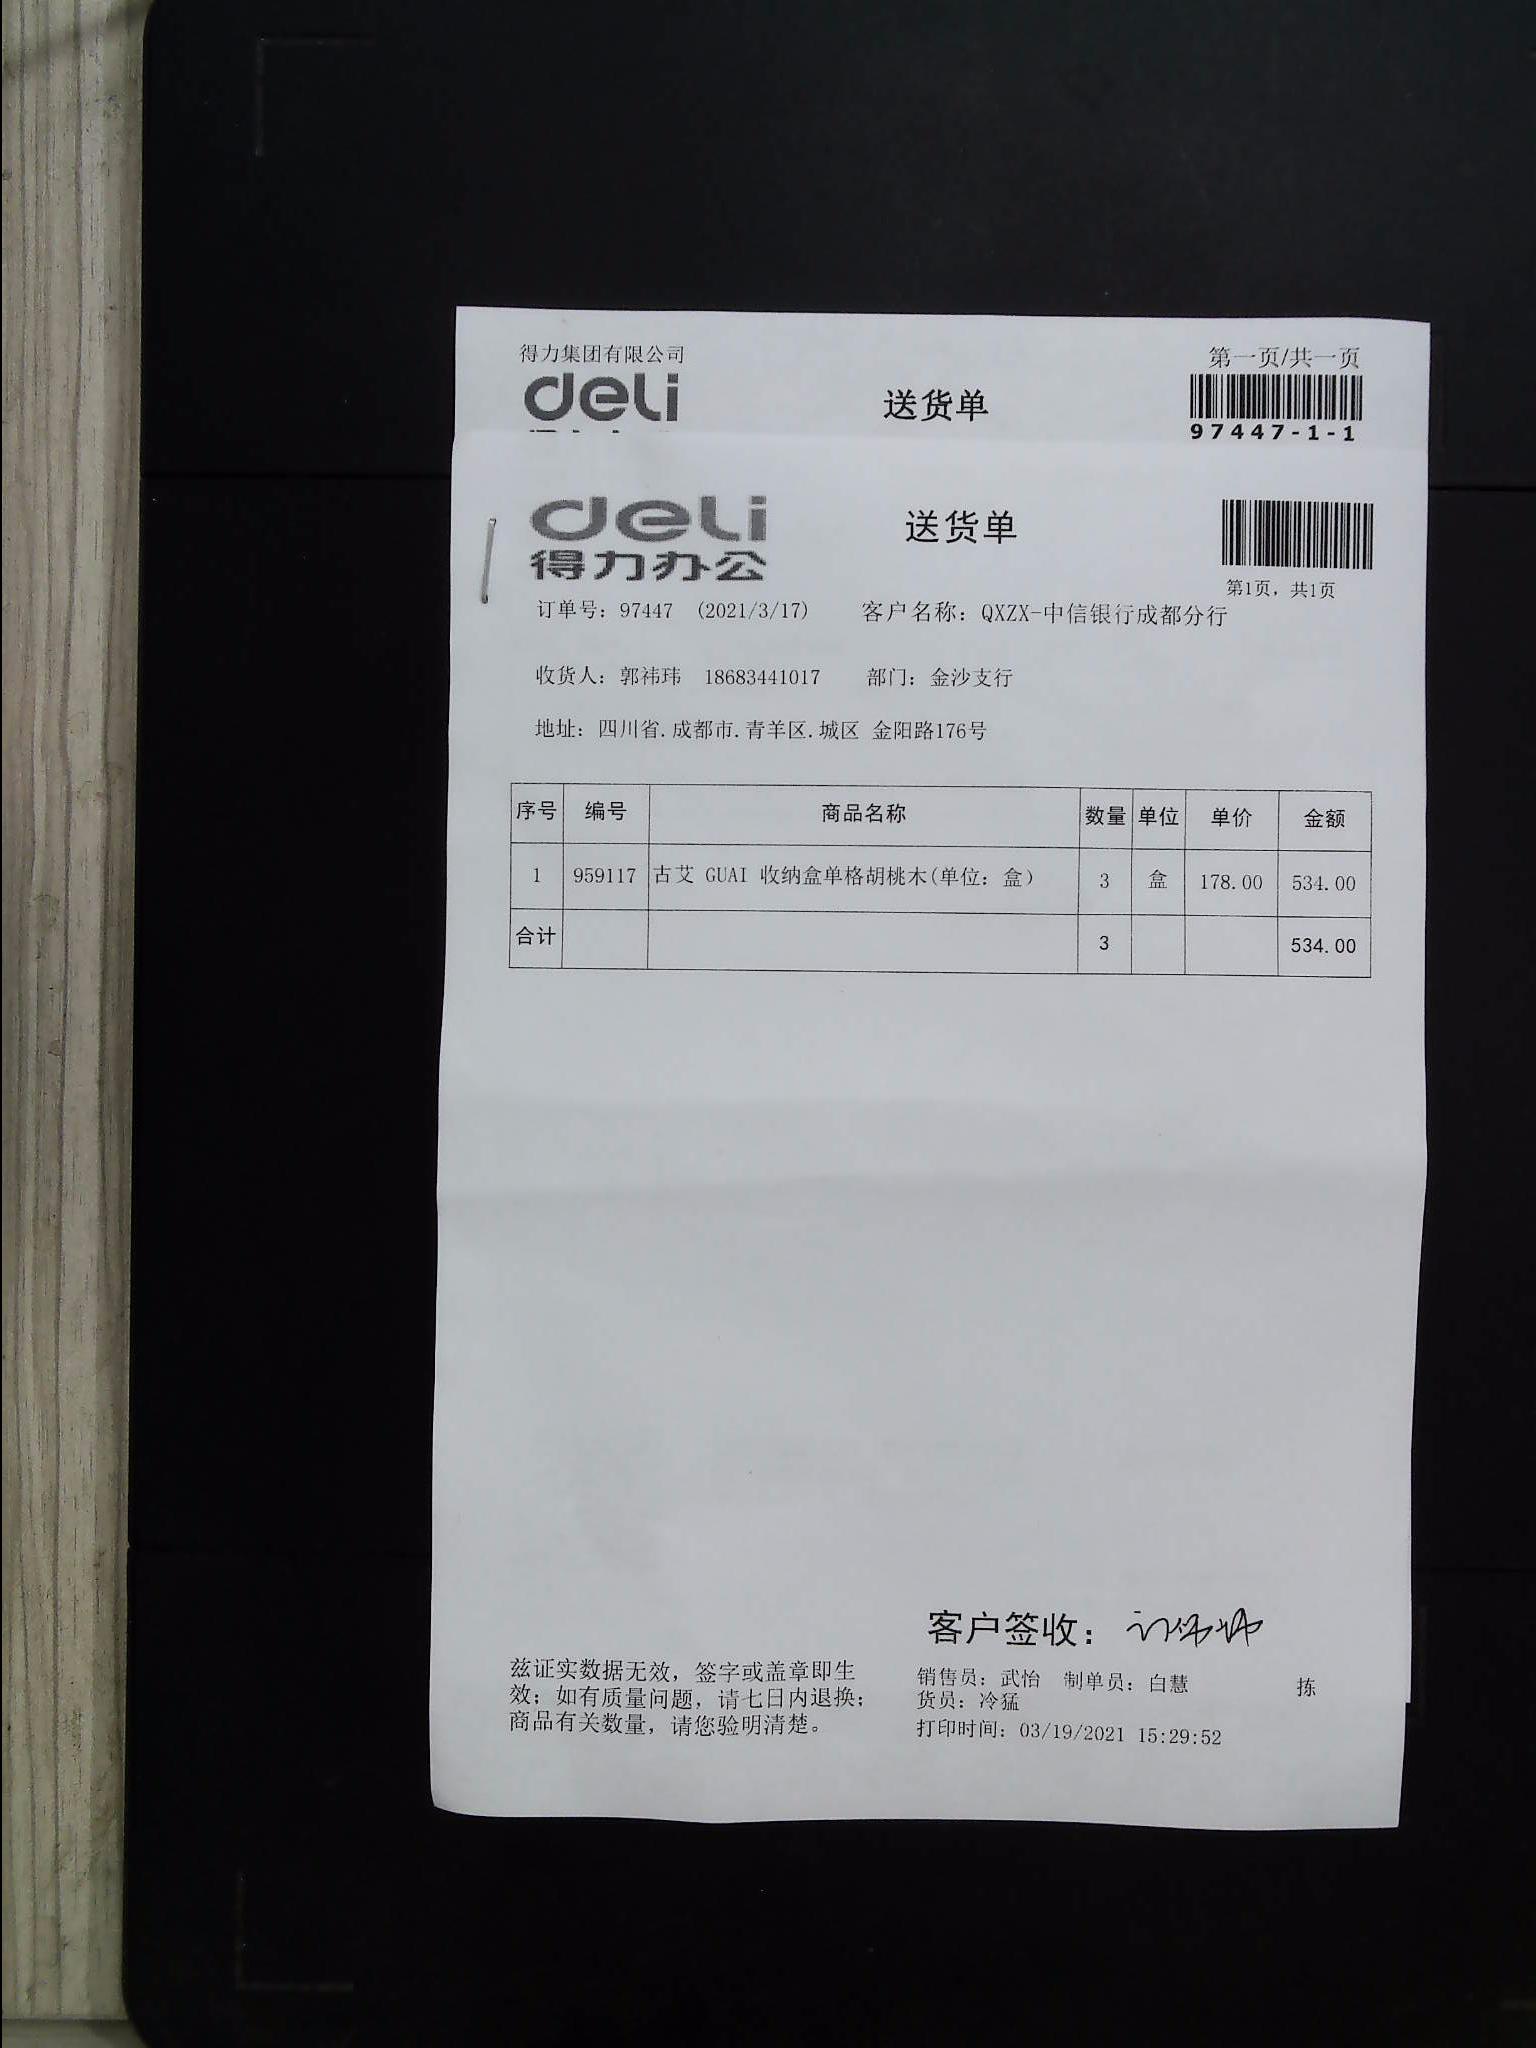 得力集团有限公司
第一页/共一页
deli
送货单
97447-1-1
deli
得力办公
送货单
第1页，共1页
订单号：97447 (2021/3/17) 客户名称：QXZX-中信银行成都分行
收货人：郭祎玮 18683441017 部门：金沙支行
地址：四川省.成都市.青羊区.城区 金阳路176号
序号 编号 商品名称 数量 单位 单价 金额
1 959117 古艾 GUAI 收纳盒单格胡桃木(单位：盒) 3 盒 178.00 534.00
合计 3 534.00
客户签收：
兹证实数据无效，签字或盖章即生
效；如有质量问题，请七日内退换；
商品有关数量，请您验明清楚。
销售员：武怡 制单员：白慧 拣
货员：冷猛
打印时间：03/19/2021 15:29:52